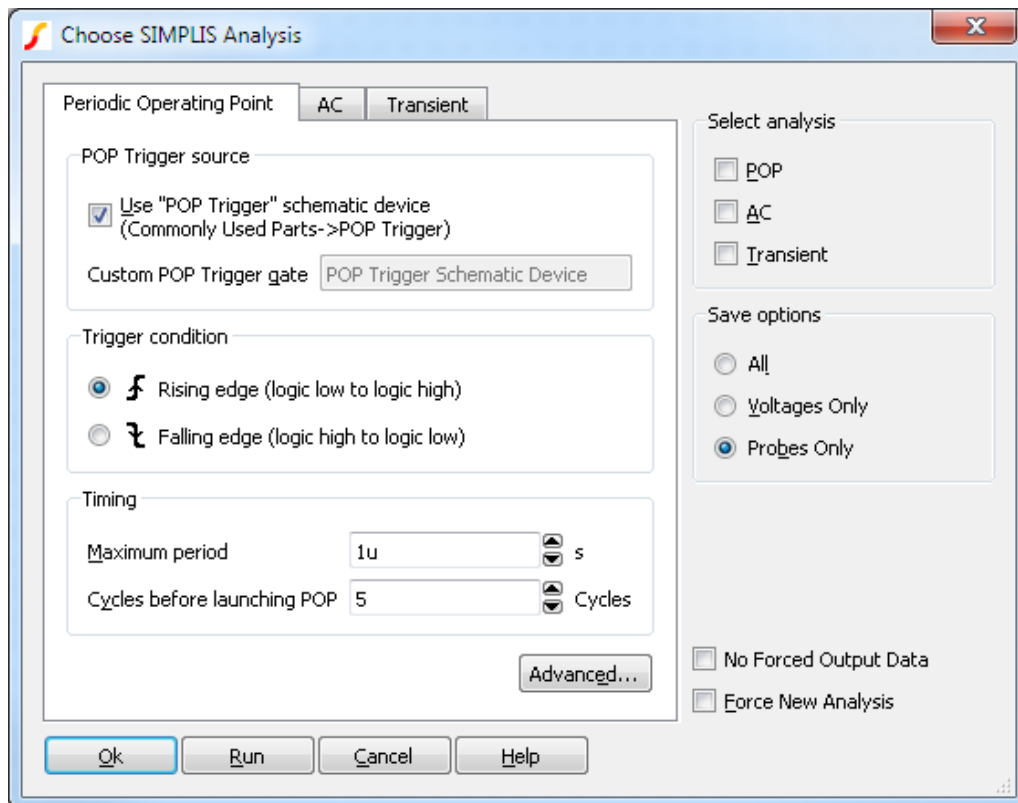 Choose SIMPLIS Analysis
Periodic Operating Point
AC
Transient
POP Trigger source
Use "POP Trigger" schematic device
(Commonly Used Parts->POP Trigger)
Custom POP Trigger gate
POP Trigger Schematic Device
Trigger condition
Rising edge (logic low to logic high)
Falling edge (logic high to logic low)
Timing
Maximum period
1u
s
Cycles before launching POP
5
Cycles
Advanced...
Select analysis
POP
AC
Transient
Save options
All
Voltages Only
Probes Only
No Forced Output Data
Force New Analysis
Ok
Run
Cancel
Help